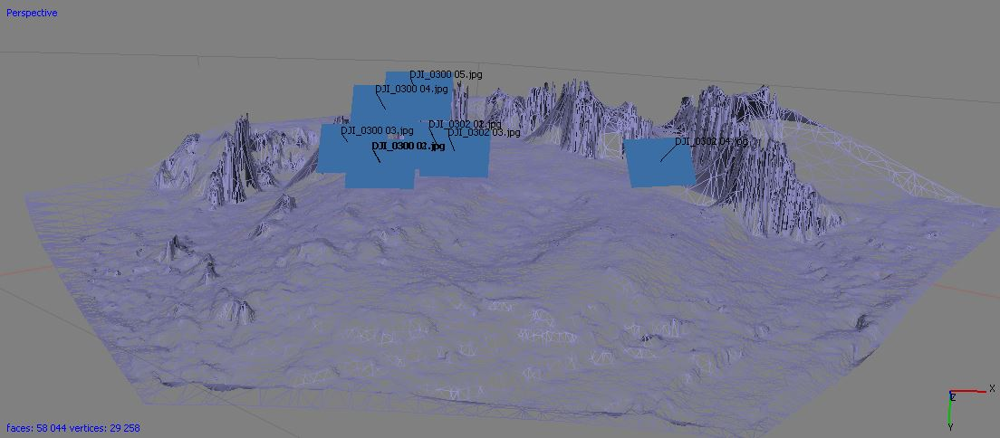 Perspective
DJI_0300 05.jpg
DJI_0300 04.jpg
DJI_0300 03.jpg
DJI_0302 03.jpg
DJI_0300 02.jpg
DJI_0302 04.jpg
X
Z
Y
faces: 58 044 vertices: 29 258